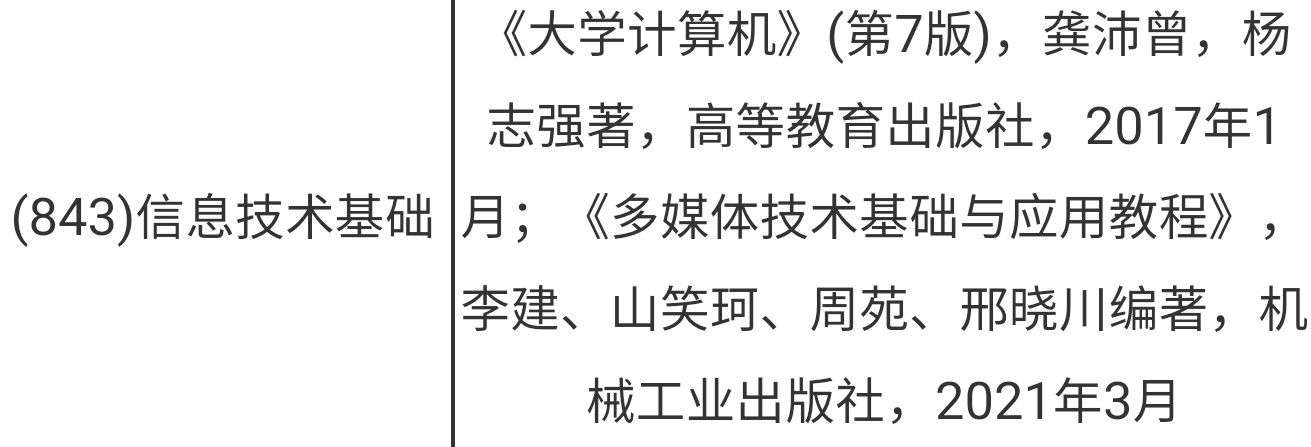 (843)信息技术基础
《大学计算机》(第7版)，龚沛曾，杨
志强著，高等教育出版社，2017年1
月；《多媒体技术基础与应用教程》，
李建、山笑珂、周苑、邢晓川编著，机
械工业出版社，2021年3月